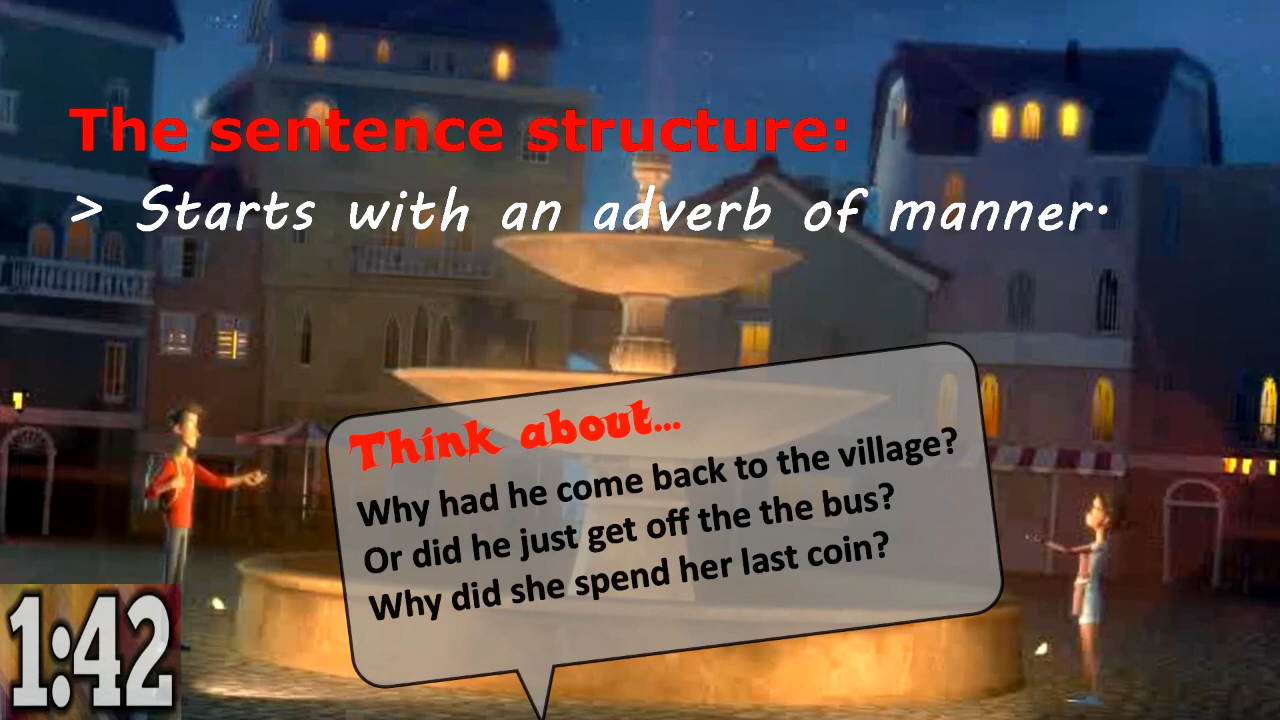 The sentence structure:
> Starts with an adverb of manner.
Think about...
Why had he come back to the village?
Or did he just get off the the bus?
Why did she spend her last coin?
1:42